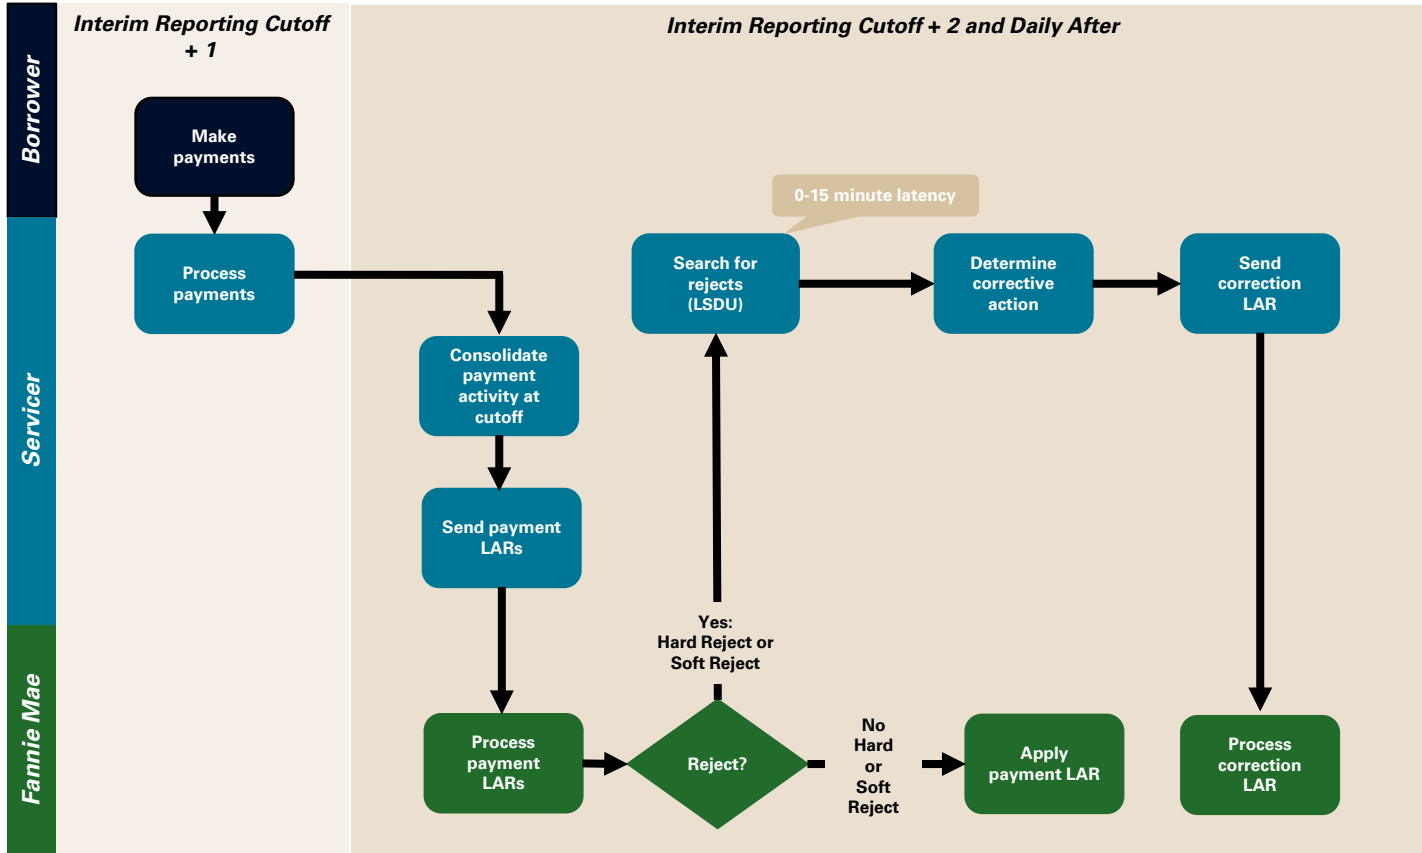 Interim Reporting Cutoff
+ 1
Interim Reporting Cutoff + 2 and Daily After
Borrower
Make
payments
0-15 minute latency
Servicer
Process
payments
Search for
rejects
(LSDU)
Determine
corrective
action
Send
correction
LAR
Consolidate
payment
activity at
cutoff
Send payment
LARs
Yes:
Hard Reject or
Soft Reject
Fannie Mae
Process
payment
LARs
Reject?
No
Hard
or
Soft
Reject
Apply
payment LAR
Process
correction
LAR